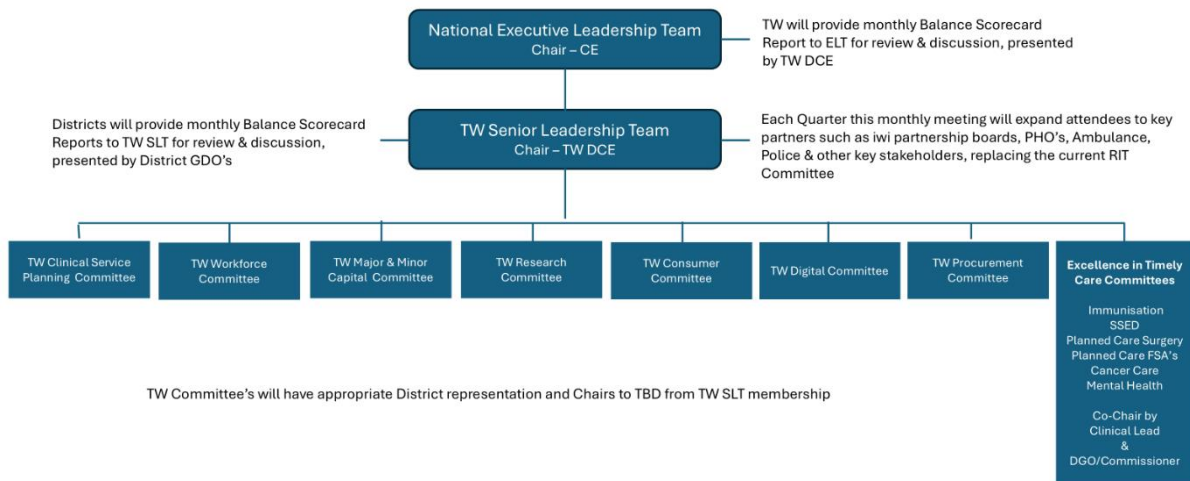 National Executive Leadership Team
Chair – CE
TW will provide monthly Balance Scorecard
Report to ELT for review & discussion, presented
by TW DCE
Districts will provide monthly Balance Scorecard
Reports to TW SLT for review & discussion,
presented by District GDO's
TW Senior Leadership Team
Chair – TW DCE
Each Quarter this monthly meeting will expand attendees to key
partners such as iwi partnership boards, PHO's, Ambulance,
Police & other key stakeholders, replacing the current RIT
Committee
TW Clinical Service
Planning Committee
TW Workforce
Committee
TW Major & Minor
Capital Committee
TW Research
Committee
TW Consumer
Committee
TW Digital Committee
TW Procurement
Committee
Excellence in Timely
Care Committees
Immunisation
SSED
Planned Care Surgery
Planned Care FSA's
Cancer Care
Mental Health
Co-Chair by
Clinical Lead
&
DGO/Commissioner
TW Committee's will have appropriate District representation and Chairs to TBD from TW SLT membership